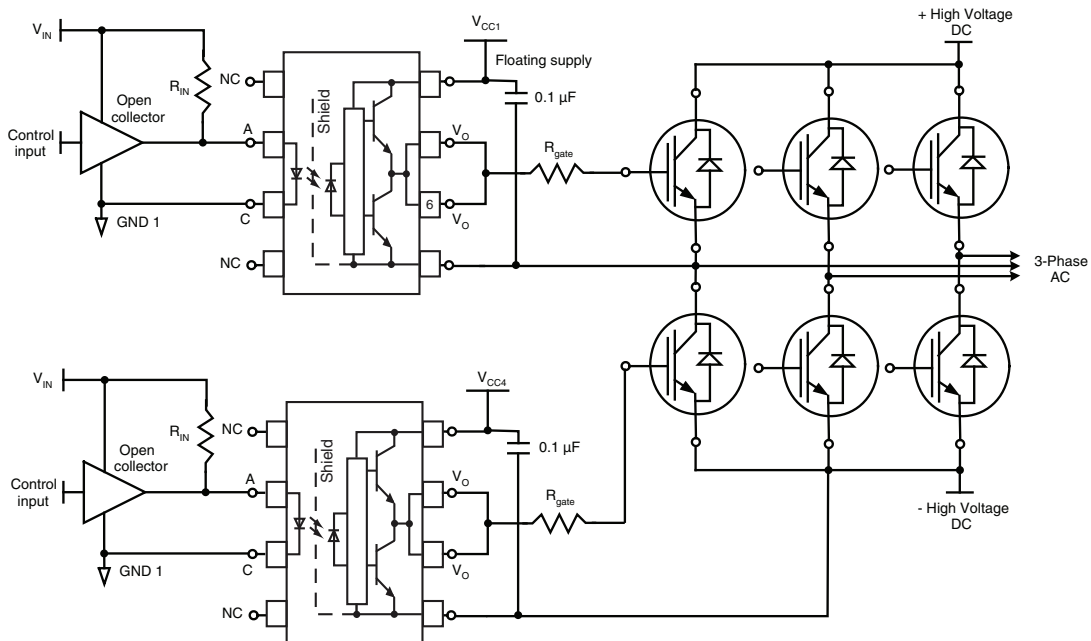 V_IN
R_IN
Open
collector
Control
input
GND 1
NC
A
C
NC
Shield
V_CC1
Floating supply
0.1 µF
V_O
6
V_O
R_gate
+ High Voltage
DC
3-Phase
AC
V_IN
R_IN
Open
collector
Control
input
GND 1
NC
A
C
NC
Shield
V_CC4
0.1 µF
V_O
V_O
R_gate
- High Voltage
DC